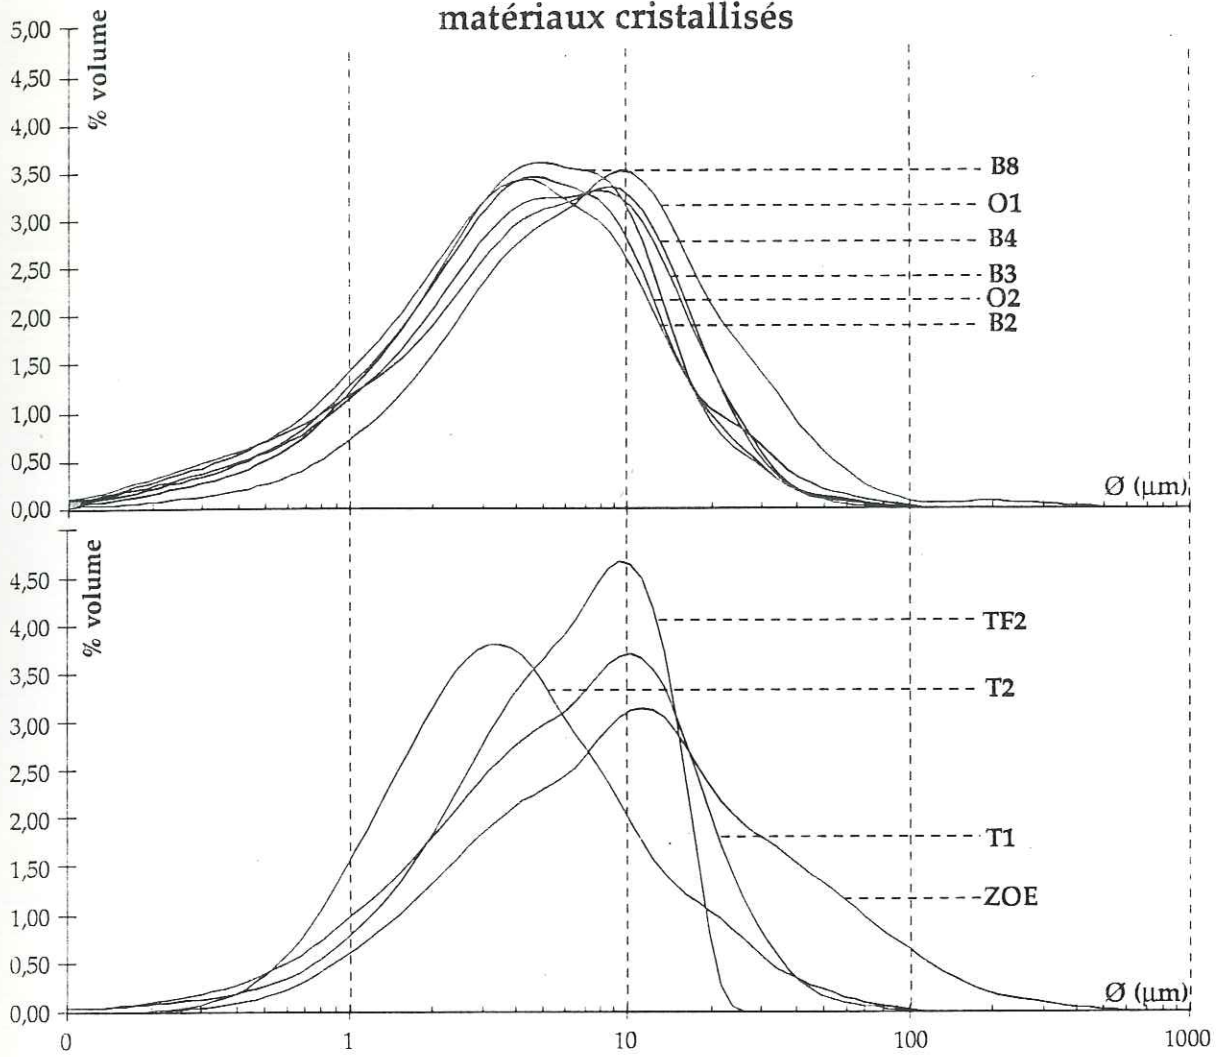 matériaux cristallisés
% volume
5,00
4,50
4,00
3,50
3,00
2,50
2,00
1,50
1,00
0,50
0,00
B8
O1
B4
B3
O2
B2
Ø (µm)
% volume
4,50
4,00
3,50
3,00
2,50
2,00
1,50
1,00
0,50
0,00
TF2
T2
T1
ZOE
Ø (µm)
0
1
10
100
1000